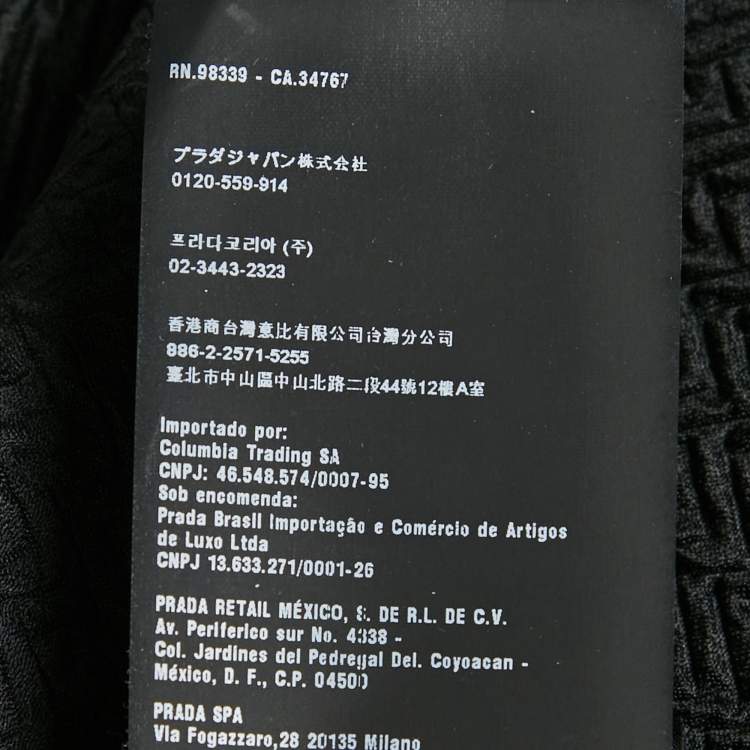 RN.98339 - CA.34767
プラダジャパン株式会社
0120-559-914
프라다코리아 (주)
02-3443-2323
香港商台灣意比有限公司台灣分公司
886-2-2571-5255
臺北市中山區中山北路二段44號12樓A室
Importado por:
Columbia Trading SA
CNPJ: 46.548.574/0007-95
Sob encomenda:
Prada Brasil Importação e Comércio de Artigos
de Luxo Ltda
CNPJ 13.633.271/0001-26
PRADA RETAIL MÉXICO, S. DE R.L. DE C.V.
Av. Periferico sur No. 4338 -
Col. Jardines del Pedregal Del. Coyoacan -
México, D. F., C.P. 04500
PRADA SPA
Via Fogazzaro,28 20135 Milano